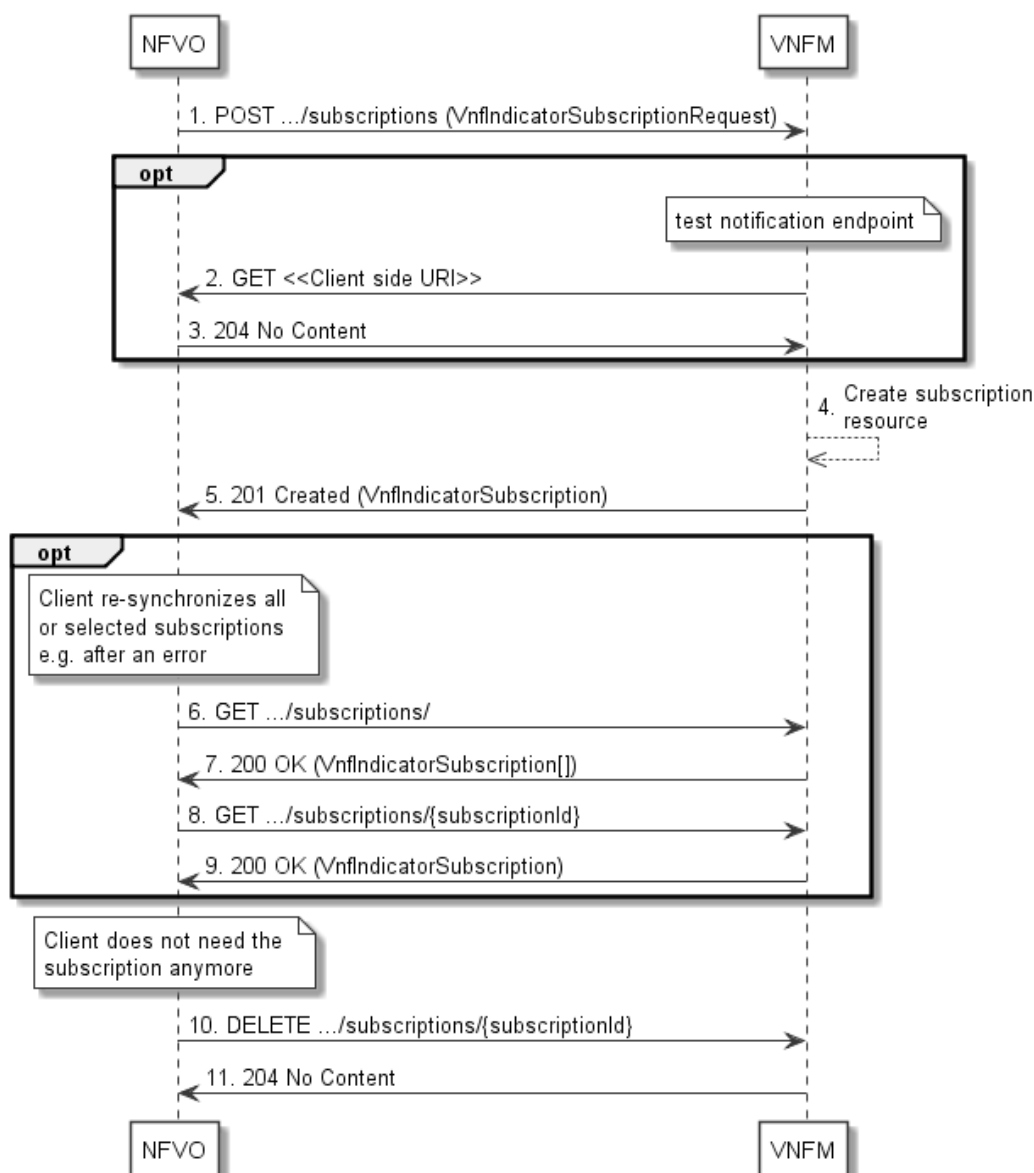 NFVO
VNFM
1. POST .../subscriptions (VnfIndicatorSubscriptionRequest)
opt
test notification endpoint
2. GET <<Client side URI>>
3. 204 No Content
4. Create subscription
resource
5. 201 Created (VnfIndicatorSubscription)
opt
Client re-synchronizes all
or selected subscriptions
e.g. after an error
6. GET .../subscriptions/
7. 200 OK (VnfIndicatorSubscription[])
8. GET .../subscriptions/{subscriptionId}
9. 200 OK (VnfIndicatorSubscription)
Client does not need the
subscription anymore
10. DELETE .../subscriptions/{subscriptionId}
11. 204 No Content
NFVO
VNFM